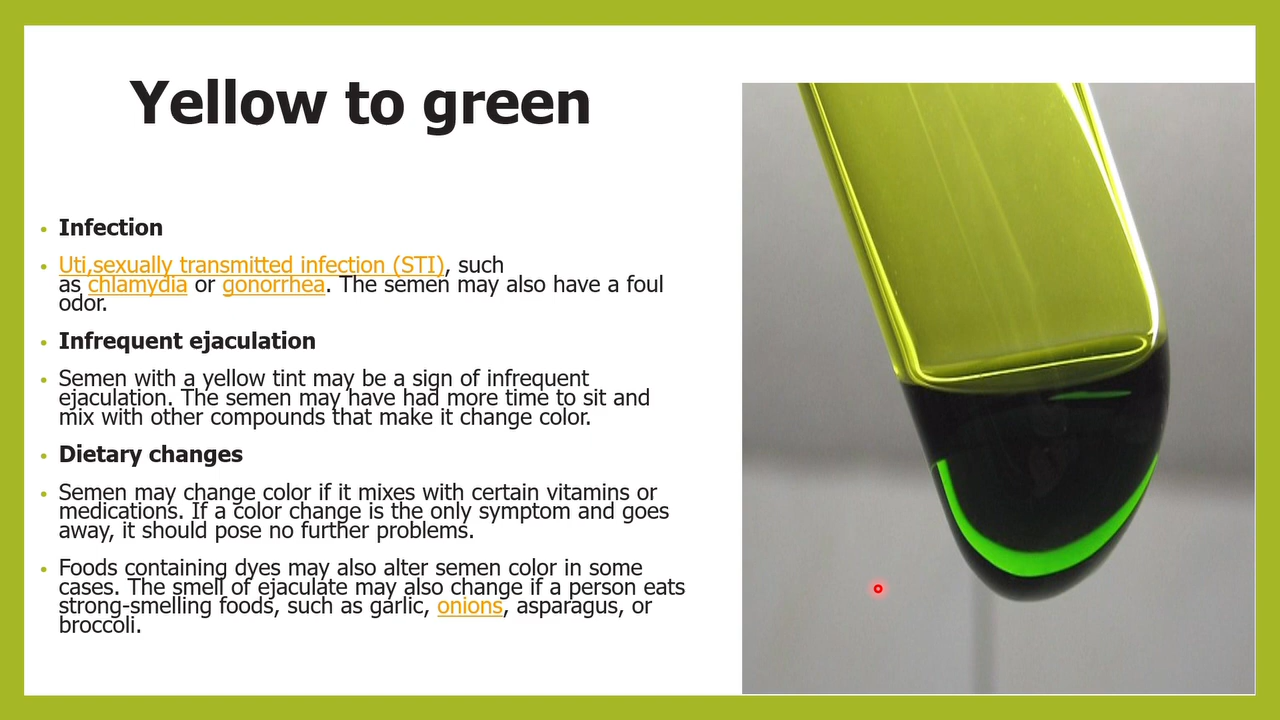 Yellow to green
• Infection
• Uti,sexually transmitted infection (STI), such
as chlamydia or gonorrhea. The semen may also have a foul
odor.
• Infrequent ejaculation
• Semen with a yellow tint may be a sign of infrequent
ejaculation. The semen may have had more time to sit and
mix with other compounds that make it change color.
• Dietary changes
• Semen may change color if it mixes with certain vitamins or
medications. If a color change is the only symptom and goes
away, it should pose no further problems.
• Foods containing dyes may also alter semen color in some
cases. The smell of ejaculate may also change if a person eats
strong-smelling foods, such as garlic, onions, asparagus, or
broccoli.